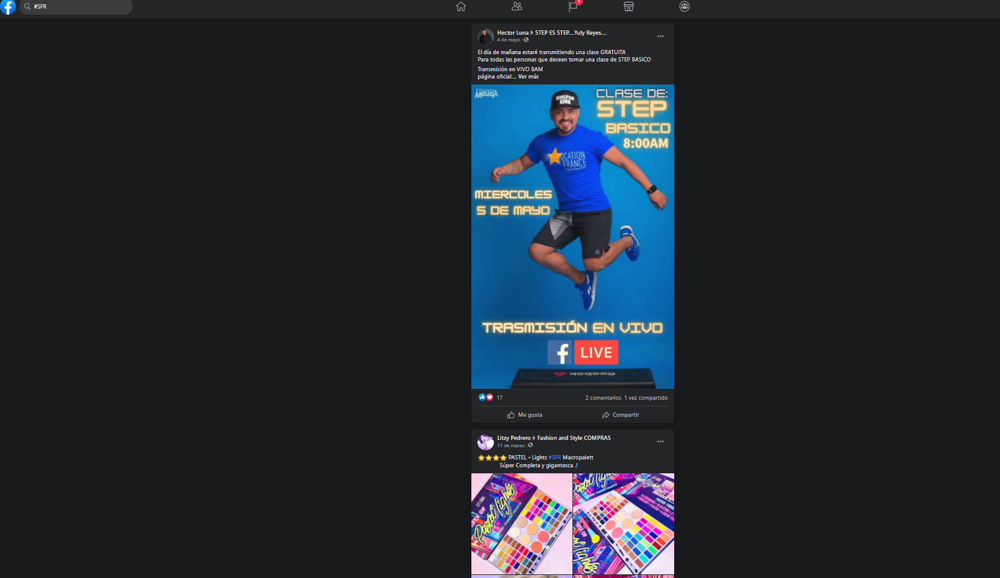 #SFR
1
Hector Luna ▸ STEP ES STEP....Yuly Reyes....
4 de mayo ·
El día de mañana estaré transmitiendo una clase GRATUITA
Para todas las personas que deseen tomar una clase de STEP BASICO
Transmisión en VIVO 8AM
página oficial:... Ver más
Mendy
CLASE DE:
STEP
BASICO
8:00AM
REVOLUTION
KING
FRANCE
MIERCOLES
5 DE MAYO
TRASMISIÓN EN VIVO
f LIVE
Reebok
17
2 comentarios 1 vez compartido
Me gusta
Compartir
Litzy Pedrero ▸ Fashion and Style COMPRAS
11 de marzo ·
PASTEL • Lights #SFR Macropalett
Súper Completa y gigantesca .!
Pastel lights
Pastel lights